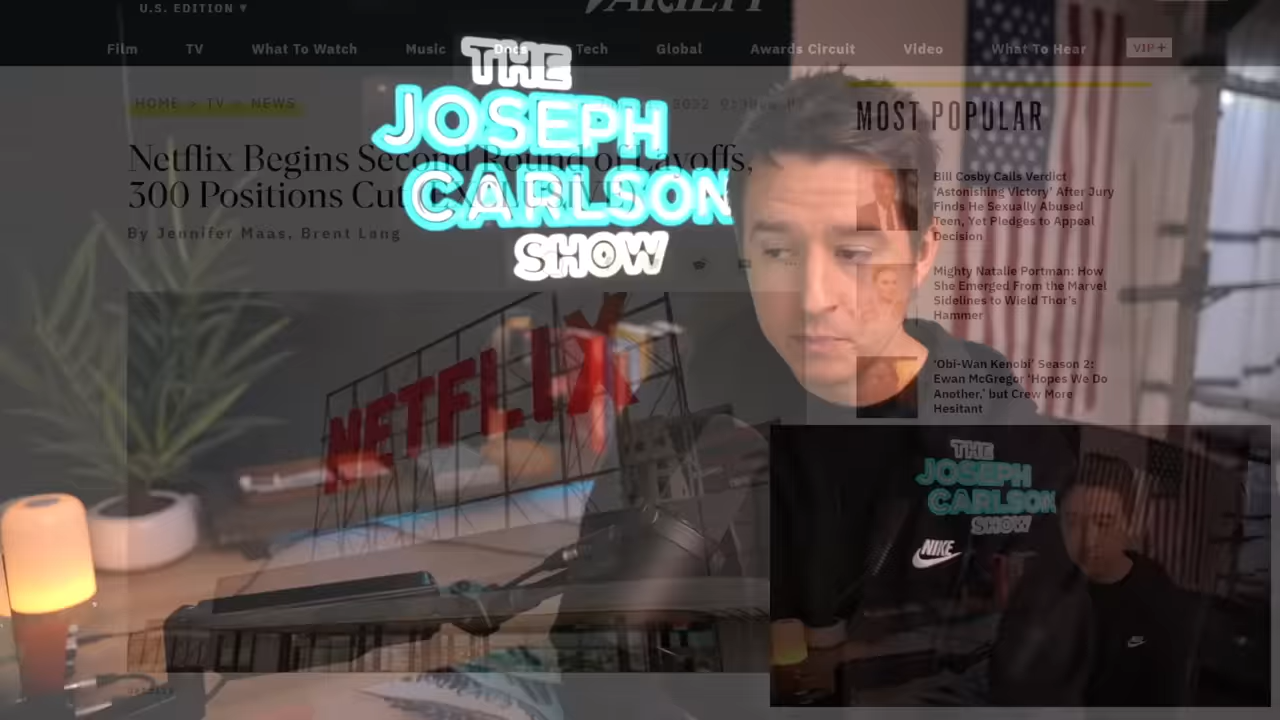 U.S. EDITION ▼
VARIETY
Film TV What To Watch Music Docs Tech Global Awards Circuit Video What To Hear VIP+
HOME > TV > NEWS
Netflix Begins Second Round of Layoffs,
300 Positions Cut (EXCLUSIVE)
By Jennifer Maas, Brent Lang
THE
JOSEPH
CARLSON
SHOW
NETFLIX
MOST POPULAR
Bill Cosby Calls Verdict
'Astonishing Victory' After Jury
Finds He Sexually Abused
Teen, Yet Pledges to Appeal
Decision
Mighty Natalie Portman: How
She Emerged From the Marvel
Sidelines to Wield Thor's
Hammer
'Obi-Wan Kenobi' Season 2:
Ewan McGregor 'Hopes We Do
Another,' but Crew More
Hesitant
THE
JOSEPH
CARLSON
SHOW
NIKE